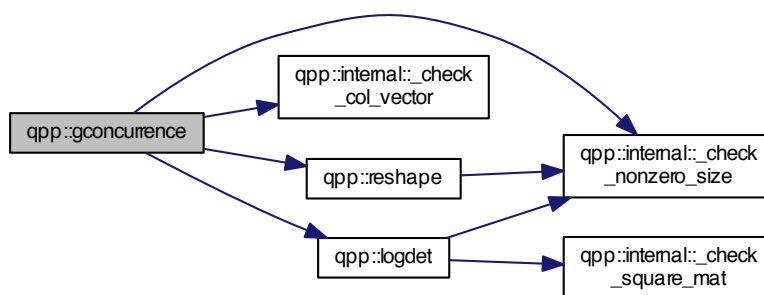 qpp::gconcurrence
qpp::internal::_check
_col_vector
qpp::reshape
qpp::logdet
qpp::internal::_check
_nonzero_size
qpp::internal::_check
_square_mat